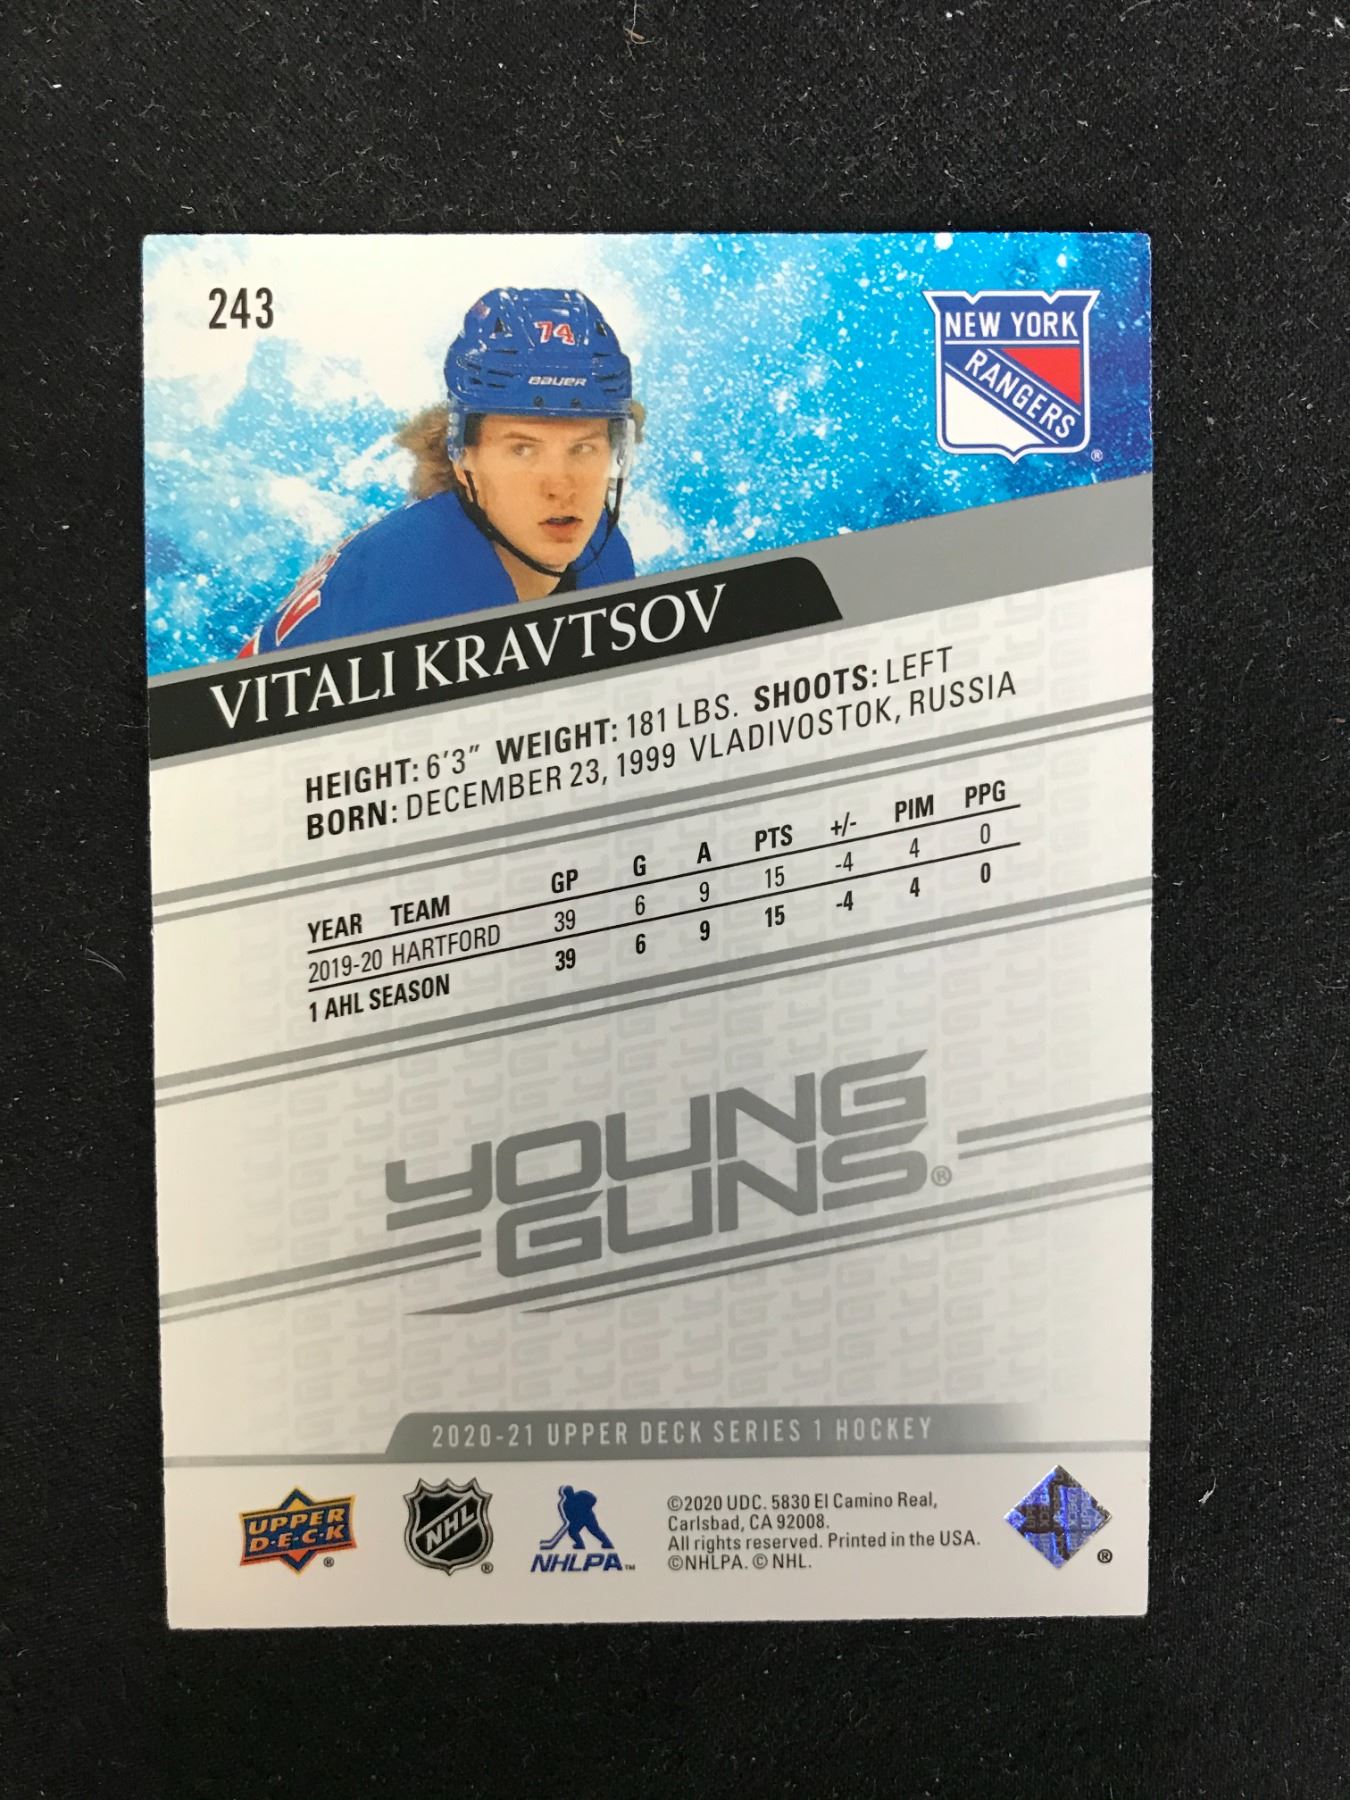 243
74
BAUER
NEW YORK
RANGERS
®
VITALI KRAVTSOV
HEIGHT: 6'3" WEIGHT: 181 LBS. SHOOTS: LEFT
BORN: DECEMBER 23, 1999 VLADIVOSTOK, RUSSIA
YEAR TEAM GP G A PTS +/- PIM PPG
2019-20 HARTFORD 39 6 9 15 -4 4 0
1 AHL SEASON 39 6 9 15 -4 4 0
YOUNG
GUNS®
2020-21 UPPER DECK SERIES 1 HOCKEY
UPPER
D·E·C·K
®
NHL
®
NHLPA™
©2020 UDC. 5830 El Camino Real,
Carlsbad, CA 92008.
All rights reserved. Printed in the USA.
©NHLPA. © NHL.
®